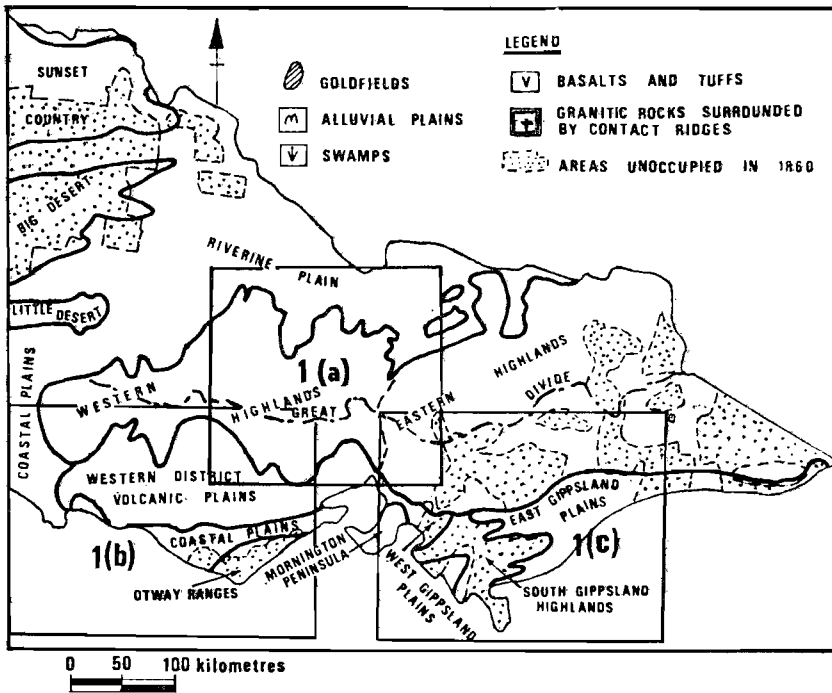 SUNSET
COUNTRY
BIG DESERT
LITTLE DESERT
GOLDFIELDS
ALLUVIAL PLAINS
SWAMPS
LEGEND
BASALTS AND TUFFS
GRANITIC ROCKS SURROUNDED
BY CONTACT RIDGES
AREAS UNOCCUPIED IN 1860
RIVERINE PLAIN
1(a)
COASTAL PLAINS
WESTERN
HIGHLANDS
GREAT
EASTERN
HIGHLANDS
DIVIDE
WESTERN DISTRICT
VOLCANIC PLAINS
COASTAL PLAINS
1(b)
OTWAY RANGES
MORNINGTON
PENINSULA
WEST GIPPSLAND
PLAINS
EAST GIPPSLAND
PLAINS
1(c)
SOUTH GIPPSLAND
HIGHLANDS
0 50 100 kilometres